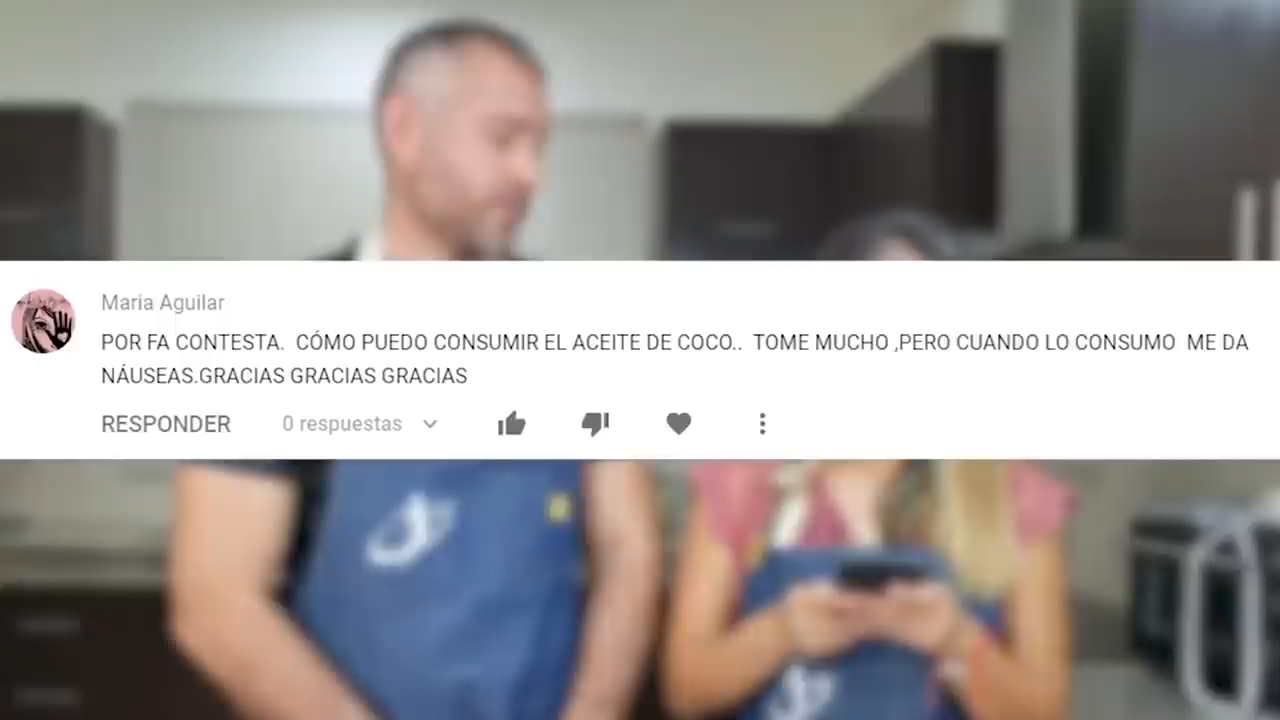 María Aguilar
POR FA CONTESTA.  CÓMO PUEDO CONSUMIR EL ACEITE DE COCO..  TOME MUCHO ,PERO CUANDO LO CONSUMO  ME DA
NÁUSEAS.GRACIAS GRACIAS GRACIAS
RESPONDER 0 respuestas